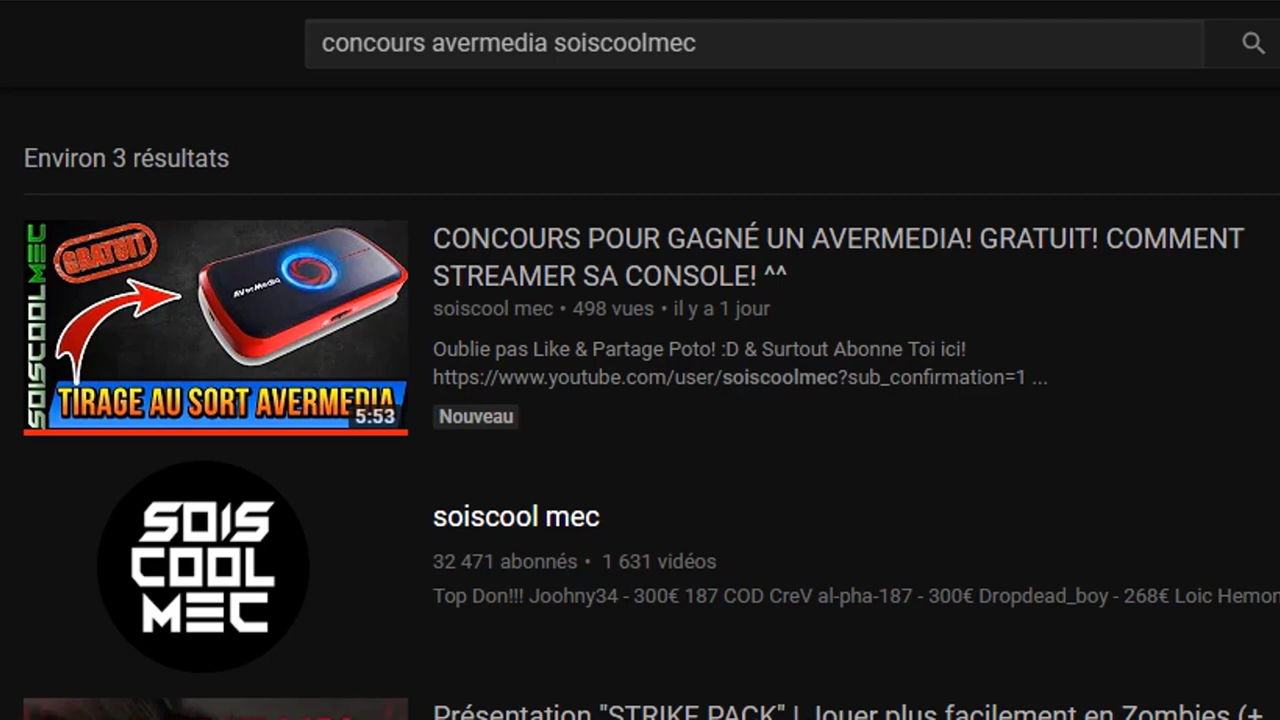 concours avermedia soiscoolmec
Environ 3 résultats
SOISCOOLMEC
GRATUIT
AVerMedia
TIRAGE AU SORT AVERMEDIA
5:53
CONCOURS POUR GAGNÉ UN AVERMEDIA! GRATUIT! COMMENT
STREAMER SA CONSOLE! ^^
soiscool mec • 498 vues • il y a 1 jour
Oublie pas Like & Partage Poto! :D & Surtout Abonne Toi ici!
https://www.youtube.com/user/soiscoolmec?sub_confirmation=1 ...
Nouveau
SOIS
COOL
MEC
soiscool mec
32 471 abonnés • 1 631 vidéos
Top Don!!! Joohny34 - 300€ 187 COD CreV al-pha-187 - 300€ Dropdead_boy - 268€ Loic Hemon
Présentation "STRIKE PACK" | Jouer plus facilement en Zombies (+